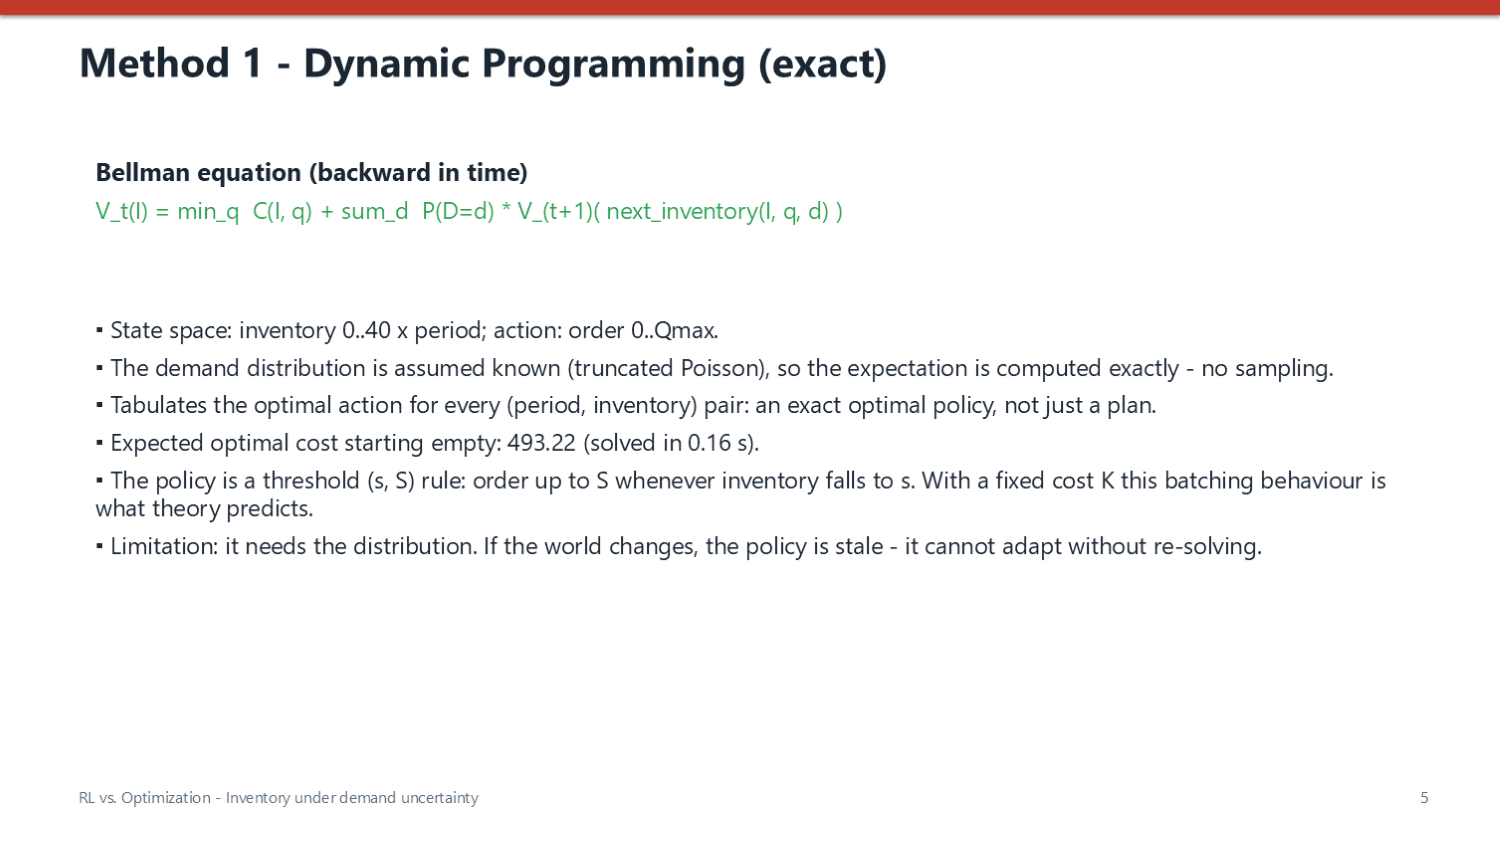 Method 1 - Dynamic Programming (exact)
Bellman equation (backward in time)
V_t(I) = min_q  C(I, q) + sum_d  P(D=d) * V_(t+1)( next_inventory(I, q, d) )
▪ State space: inventory 0..40 x period; action: order 0..Qmax.
▪ The demand distribution is assumed known (truncated Poisson), so the expectation is computed exactly - no sampling.
▪ Tabulates the optimal action for every (period, inventory) pair: an exact optimal policy, not just a plan.
▪ Expected optimal cost starting empty: 493.22 (solved in 0.16 s).
▪ The policy is a threshold (s, S) rule: order up to S whenever inventory falls to s. With a fixed cost K this batching behaviour is
what theory predicts.
▪ Limitation: it needs the distribution. If the world changes, the policy is stale - it cannot adapt without re-solving.
RL vs. Optimization - Inventory under demand uncertainty
5